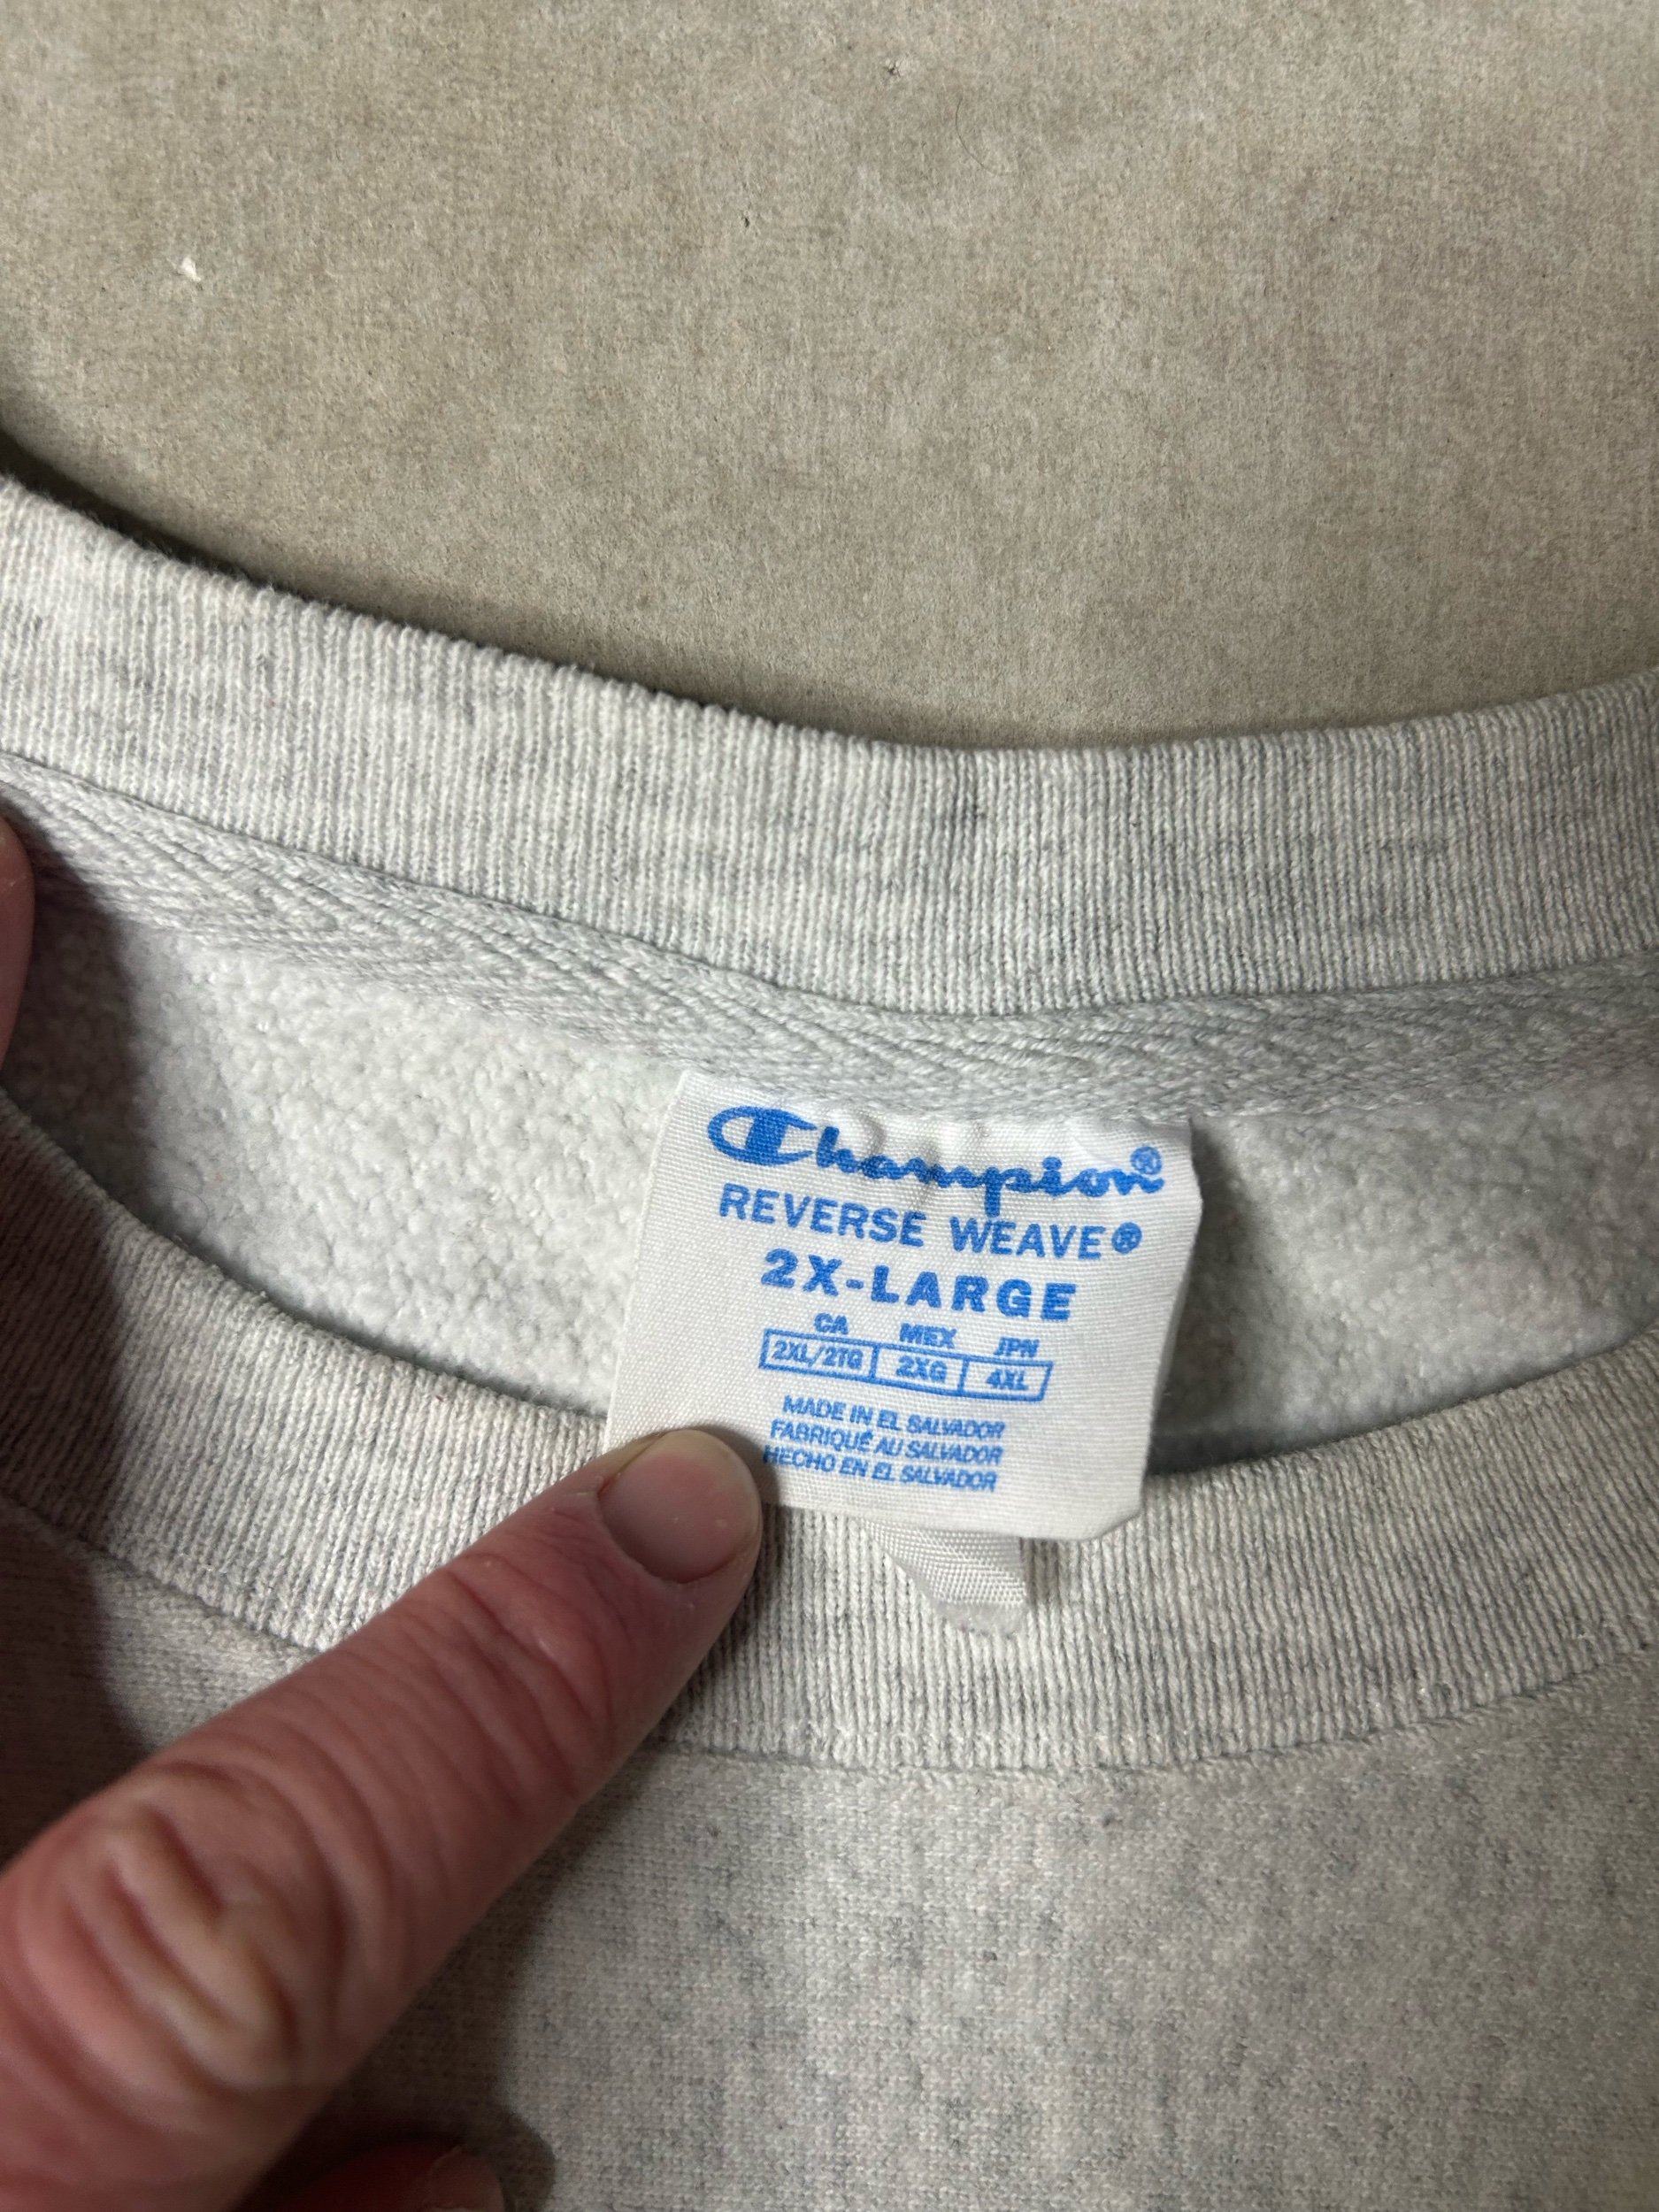 Champion®
REVERSE WEAVE®
2X-LARGE
CA MEX JPN
2XL/2TG 2XG 4XL
MADE IN EL SALVADOR
FABRIQUÉ AU SALVADOR
HECHO EN EL SALVADOR